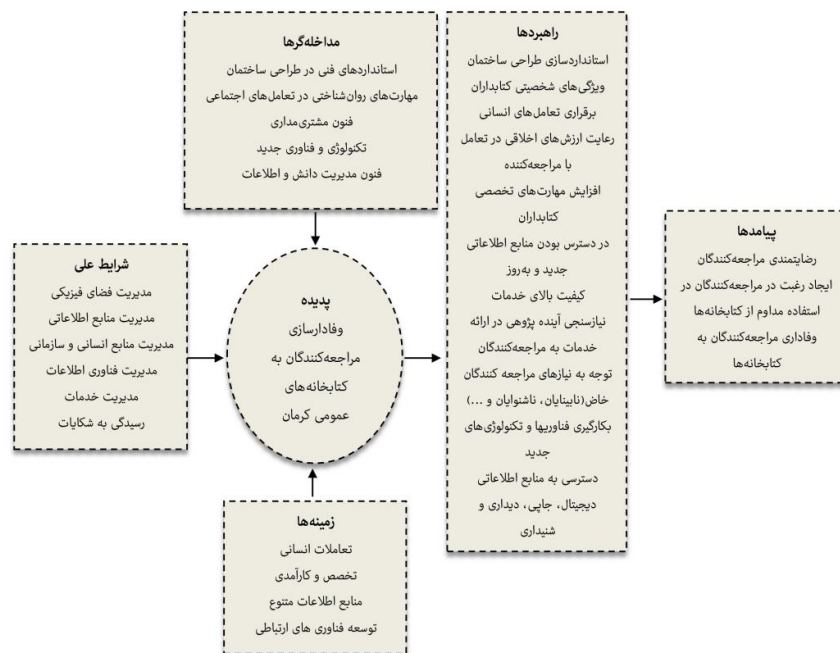 مداخله‌گرها
استانداردهای فنی در طراحی ساختمان
مهارت‌های روان‌شناختی در تعامل‌های اجتماعی
فنون مشتری‌مداری
تکنولوژی و فناوری جدید
فنون مدیریت دانش و اطلاعات
راهبردها
استانداردسازی طراحی ساختمان
ویژگی‌های شخصیتی کتابداران
برقراری تعامل‌های انسانی
رعایت ارزش‌های اخلاقی در تعامل
با مراجعه‌کننده
افزایش مهارت‌های تخصصی
کتابداران
در دسترس بودن منابع اطلاعاتی
جدید و به‌روز
کیفیت بالای خدمات
نیازسنجی آینده پژوهی در ارائه
خدمات به مراجعه‌کنندگان
توجه به نیازهای مراجعه کنندگان
خاض(نابینایان، ناشنوایان و ...)
بکارگیری فناوریها و تکنولوژی‌های
جدید
دسترسی به منابع اطلاعاتی
دیجیتال، چاپی، دیداری و
شنیداری
پیامدها
رضایتمندی مراجعه‌کنندگان
ایجاد رغبت در مراجعه‌کنندگان در
استفاده مداوم از کتابخانه‌ها
وفاداری مراجعه‌کنندگان به
کتابخانه‌ها
شرایط علی
مدیریت فضای فیزیکی
مدیریت منابع اطلاعاتی
مدیریت منابع انسانی و سازمانی
مدیریت فناوری اطلاعات
مدیریت خدمات
رسیدگی به شکایات
پدیده
وفادارسازی
مراجعه‌کنندگان به
کتابخانه‌های
عمومی کرمان
زمینه‌ها
تعاملات انسانی
تخصص و کارآمدی
منابع اطلاعات متنوع
توسعه فناوری های ارتباطی